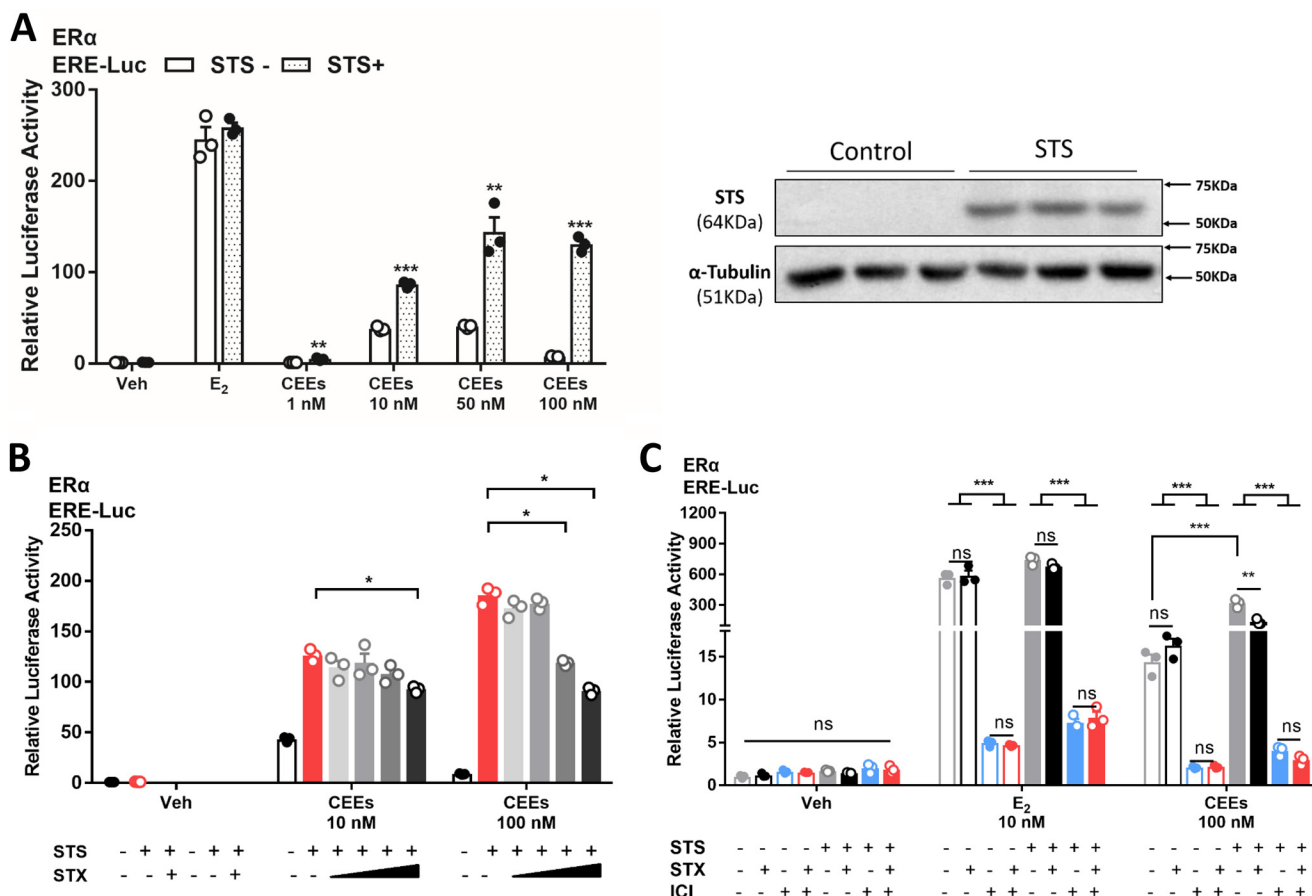 A
ERα
ERE-Luc STS - STS+
Relative Luciferase Activity
300
200
100
0
** *** ** ***
Veh E2 CEEs CEEs CEEs CEEs
1 nM 10 nM 50 nM 100 nM
Control STS
STS
(64KDa)
75KDa
50KDa
α-Tubulin
(51KDa)
75KDa
50KDa
B
ERα
ERE-Luc
Relative Luciferase Activity
250
200
150
100
50
0
*
*
*
Veh CEEs CEEs
10 nM 100 nM
STS - + + - + + - + + + + + - + + + + +
STX + +
C
ERα
ERE-Luc
Relative Luciferase Activity
1200
900
600
300
15
10
5
0
*** *** *** ***
***
ns ns ns **
ns ns ns ns ns
Veh E2 CEEs
10 nM 100 nM
STS - - - - + + + + - - - - + + + + - - - - + + + +
STX - + - + - + - + - + - + - + - + - + - + - + - +
ICI - - + + - - + + - - + + - - + + - - + + - - + +